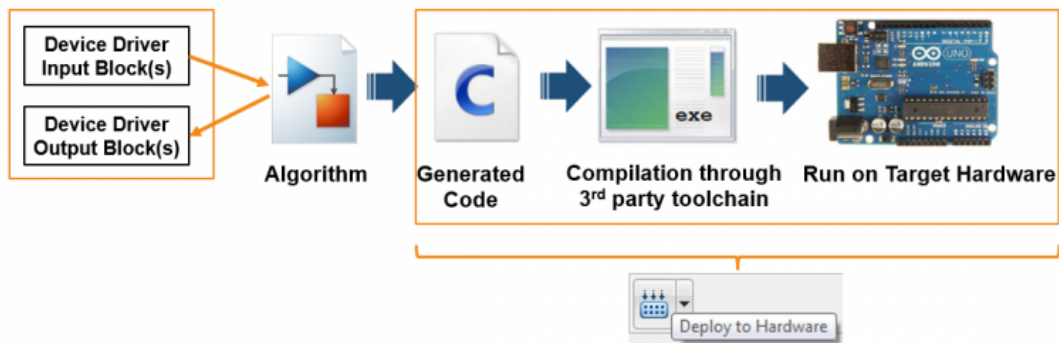 Device Driver
Input Block(s)
Device Driver
Output Block(s)
Algorithm
C
Generated
Code
exe
Compilation through
3rd party toolchain
ARDUINO
UNO
Run on Target Hardware
Deploy to Hardware